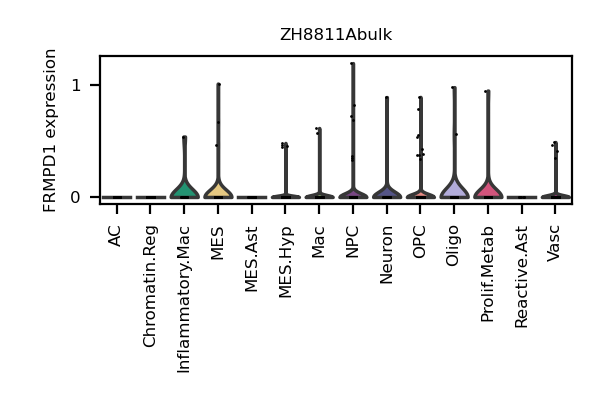 ZH8811Abulk
FRMPD1 expression
1
0
AC
Chromatin.Reg
Inflammatory.Mac
MES
MES.Ast
MES.Hyp
Mac
NPC
Neuron
OPC
Oligo
Prolif.Metab
Reactive.Ast
Vasc